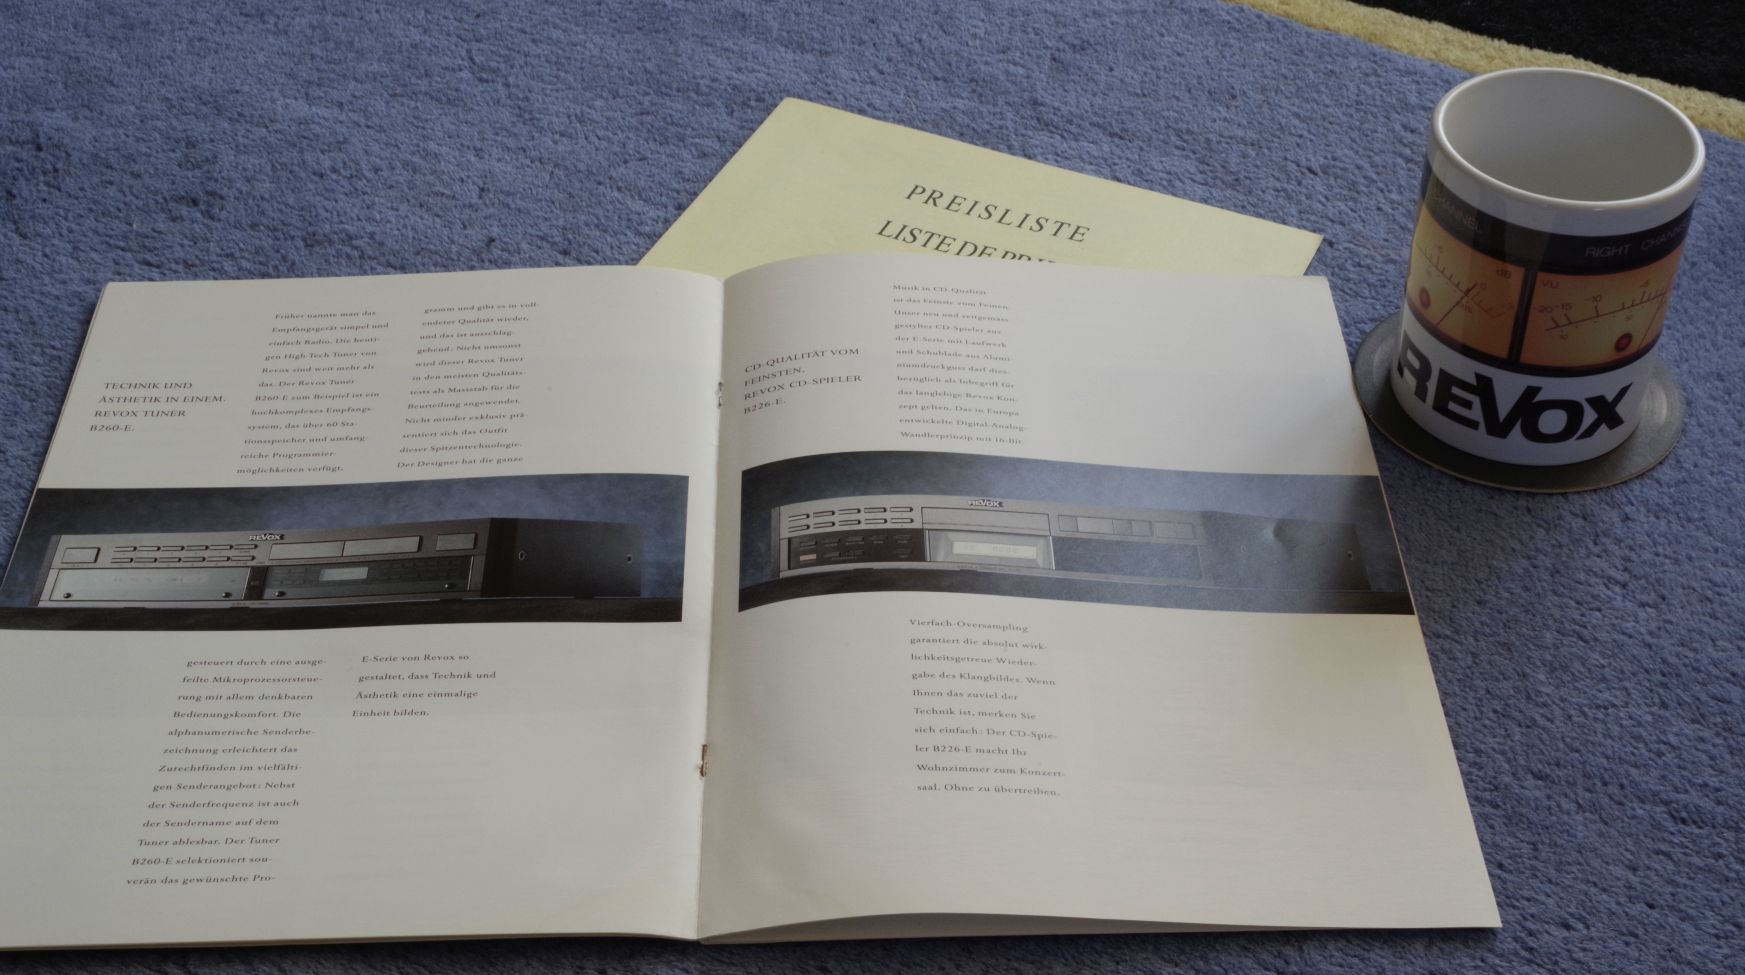 PREISLISTE
TECHNIK UND
ÄSTHETIK IN EINEM.
REVOX TUNER
B260-E.
Früher nannte man das
Empfangsgerät simpel und
einfach Radio. Die heuti-
gen High-Tech Tuner von
Revox sind weit mehr als
das. Der Revox Tuner
B260-E zum Beispiel ist ein
hochkomplexes Empfangs-
system, das über 60 Sta-
tionsspeicher und umfang-
reiche Programmier-
möglichkeiten verfügt,
gesteuert durch eine ausge-
feilte Mikroprozessorsteue-
rung mit allem denkbaren
Bedienungskomfort. Die
alphanumerische Senderbe-
zeichnung erleichtert das
Zurechtfinden im vielfälti-
gen Senderangebot: Nebst
der Senderfrequenz ist auch
der Sendername auf dem
Tuner ablesbar. Der Tuner
B260-E selektioniert sou-
verän das gewünschte Pro-
gramm und gibt es in voll-
endeter Qualität wieder,
und das ist ausschlag-
gebend: Nicht umsonst
wird dieser Revox Tuner
in den meisten Qualitäts-
tests als Massstab für die
Beurteilung angewendet.
Nicht minder exklusiv prä-
sentiert sich das Outfit
dieser Spitzentechnologie.
Der Designer hat die ganze
E-Serie von Revox so
gestaltet, dass Technik und
Ästhetik eine einmalige
Einheit bilden.
REVOX
CD-QUALITÄT VOM
FEINSTEN.
REVOX CD-SPIELER
B226-E.
Musik in CD-Qualität
ist das Feinste vom Feinen.
Unser neu und zeitgemäss
gestylter CD-Spieler aus
der E-Serie mit Laufwerk
und Schublade aus Alumi-
niumdruckguss darf dies-
bezüglich als Inbegriff für
das langlebige Revox Kon-
zept gelten. Das in Europa
entwickelte Digital-Analog-
Wandlerprinzip mit 16-Bit-
Vierfach-Oversampling
garantiert die absolut wirk-
lichkeitsgetreue Wieder-
gabe des Klangbildes. Wenn
Ihnen das zuviel der
Technik ist, merken Sie
sich einfach: Der CD-Spie-
ler B226-E macht Ihr
Wohnzimmer zum Konzert-
saal. Ohne zu übertreiben.
REVOX
CHANNEL
dB
RIGHT
VU
-20 -15 -10 -5
REVOX